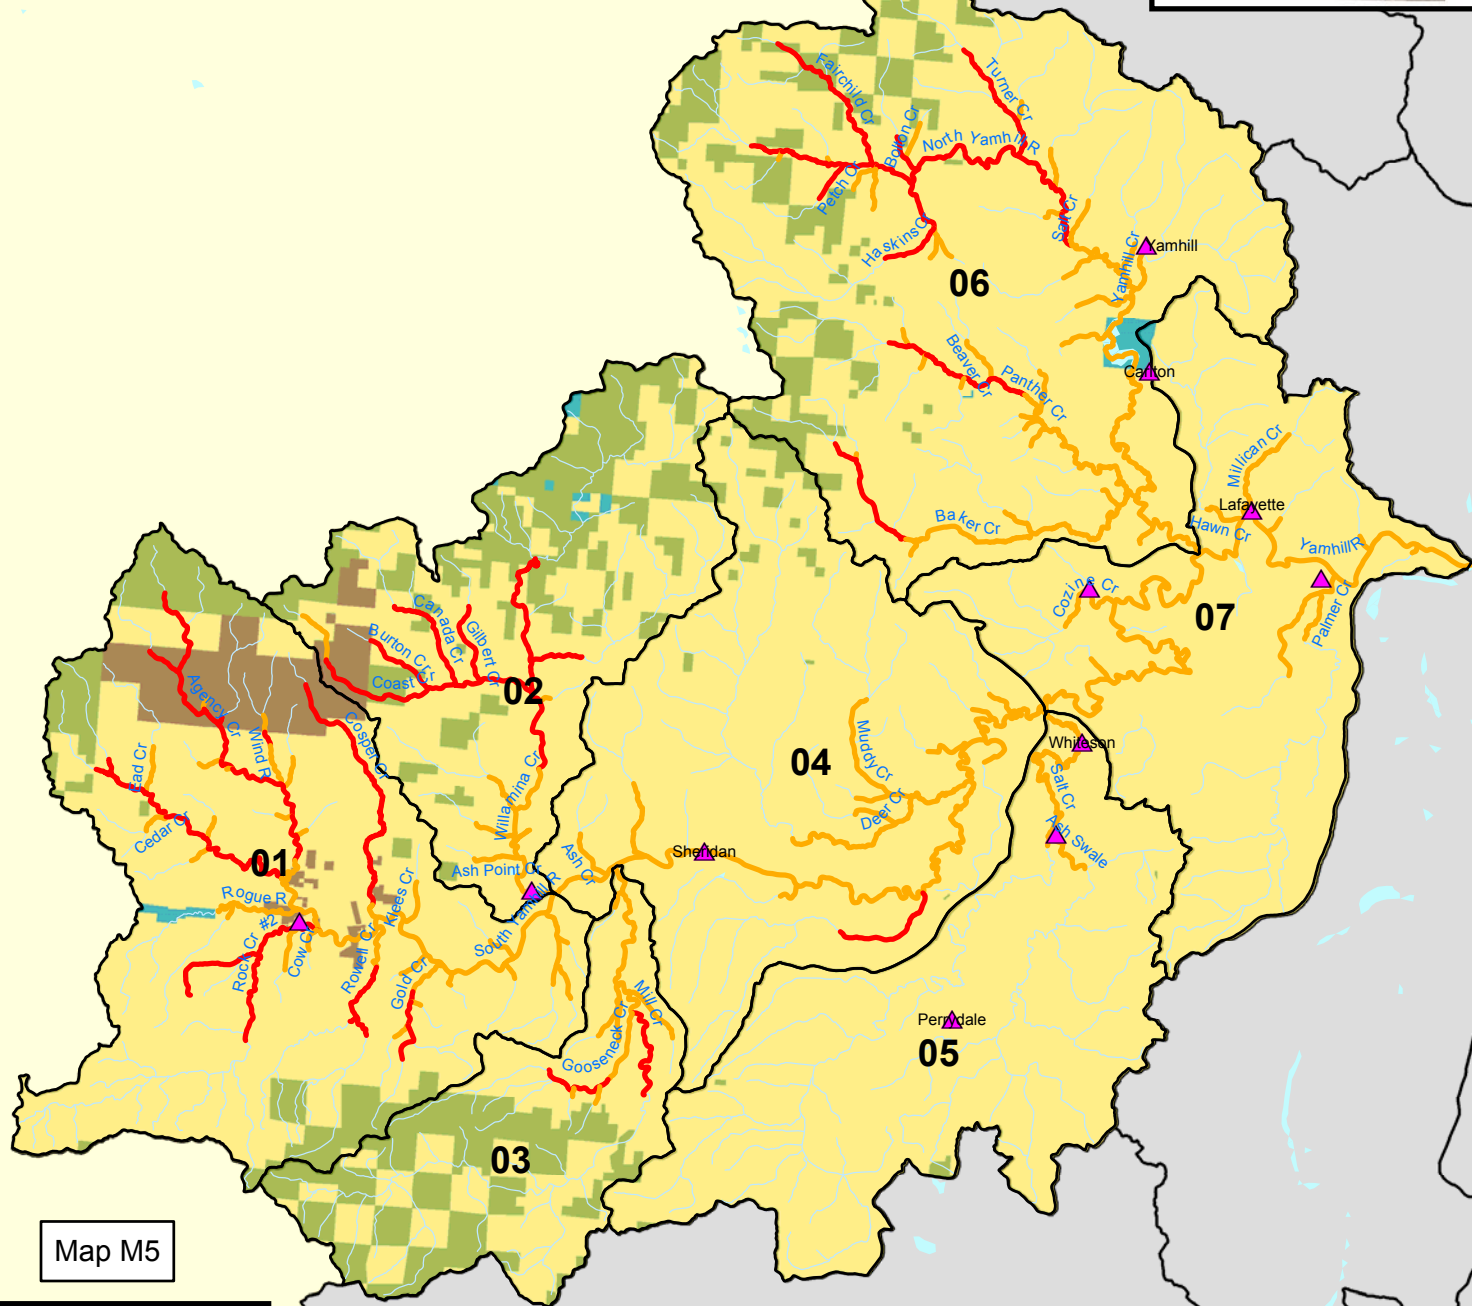 Fairchild Cr
Turner Cr
Bolton Cr
North Yamhill R
Petch Cr
Haskins Cr
Salt Cr
Yamhill
Yamhill Cr
06
Beaver Cr
Panther Cr
Carlton
Millican Cr
Lafayette
Baker Cr
Hawn Cr
Yamhill R
Cozine Cr
07
Palmer Cr
Canada Cr
Gilbert Cr
Burton Cr
Coast Cr
02
Agency Cr
Wind R
Cosper Cr
Muddy Cr
Whiteson
04
Ead Cr
Willamina Cr
Salt Cr
Deer Cr
Cedar Cr
Ash Swale
01
Ash Cr
Sheridan
Ash Point Cr
Rogue R
Klees Cr
South Yamhill R
Rock Cr #2
Cow Cr
Rowell Cr
Gold Cr
Mill Cr
Gooseneck Cr
Perrydale
05
03
Map M5